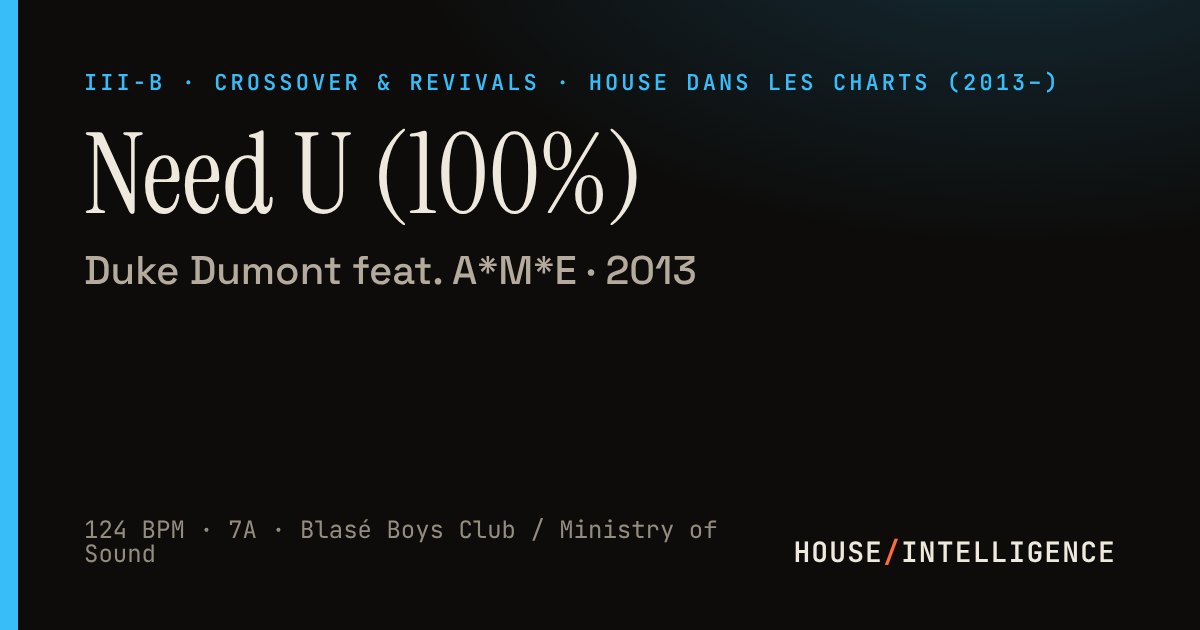 III-B · CROSSOVER & REVIVALS · HOUSE DANS LES CHARTS (2013–)
Need U (100%)
Duke Dumont feat. A*M*E · 2013
124 BPM · 7A · Blasé Boys Club / Ministry of
Sound
HOUSE/INTELLIGENCE